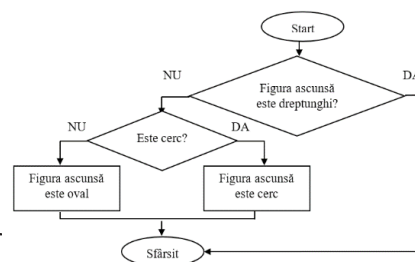 Start
NU
DA
Figura ascunsă
este dreptunghi?
NU
DA
Este cerc?
Figura ascunsă
este oval
Figura ascunsă
este cerc
Sfârsit